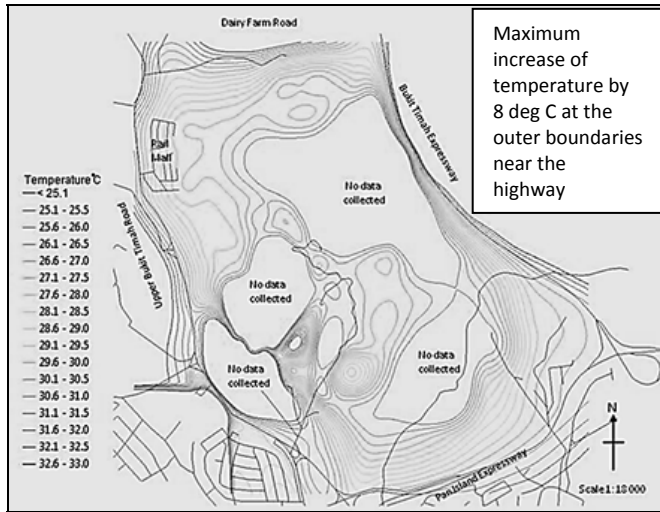 Dairy Farm Road
Maximum
increase of
temperature by
8 deg C at the
outer boundaries
near the
highway
Bukit Timah Expressway
Rail
Mall
Temperature°C
< 25.1
25.1 - 25.5
25.6 - 26.0
26.1 - 26.5
26.6 - 27.0
27.1 - 27.5
27.6 - 28.0
28.1 - 28.5
28.6 - 29.0
29.1 - 29.5
29.6 - 30.0
30.1 - 30.5
30.6 - 31.0
31.1 - 31.5
31.6 - 32.0
32.1 - 32.5
32.6 - 33.0
Upper Bukit Timah Road
No data
collected
No data
collected
No data
collected
No data
collected
Pan Island Expressway
N
Scale1:18000